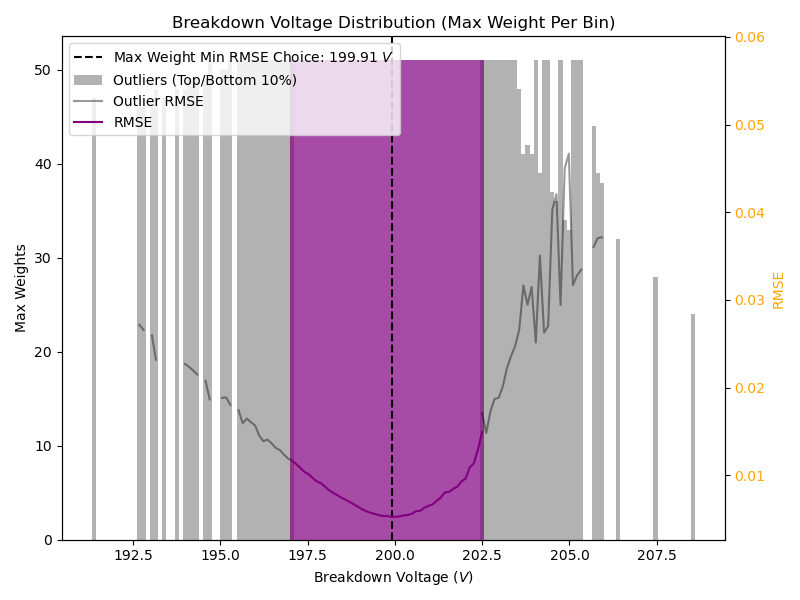 Breakdown Voltage Distribution (Max Weight Per Bin)
Max Weight Min RMSE Choice: 199.91 V
Outliers (Top/Bottom 10%)
Outlier RMSE
RMSE
Max Weights
50
40
30
20
10
0
0.06
0.05
0.04
0.03
0.02
0.01
RMSE
192.5 195.0 197.5 200.0 202.5 205.0 207.5
Breakdown Voltage (V)